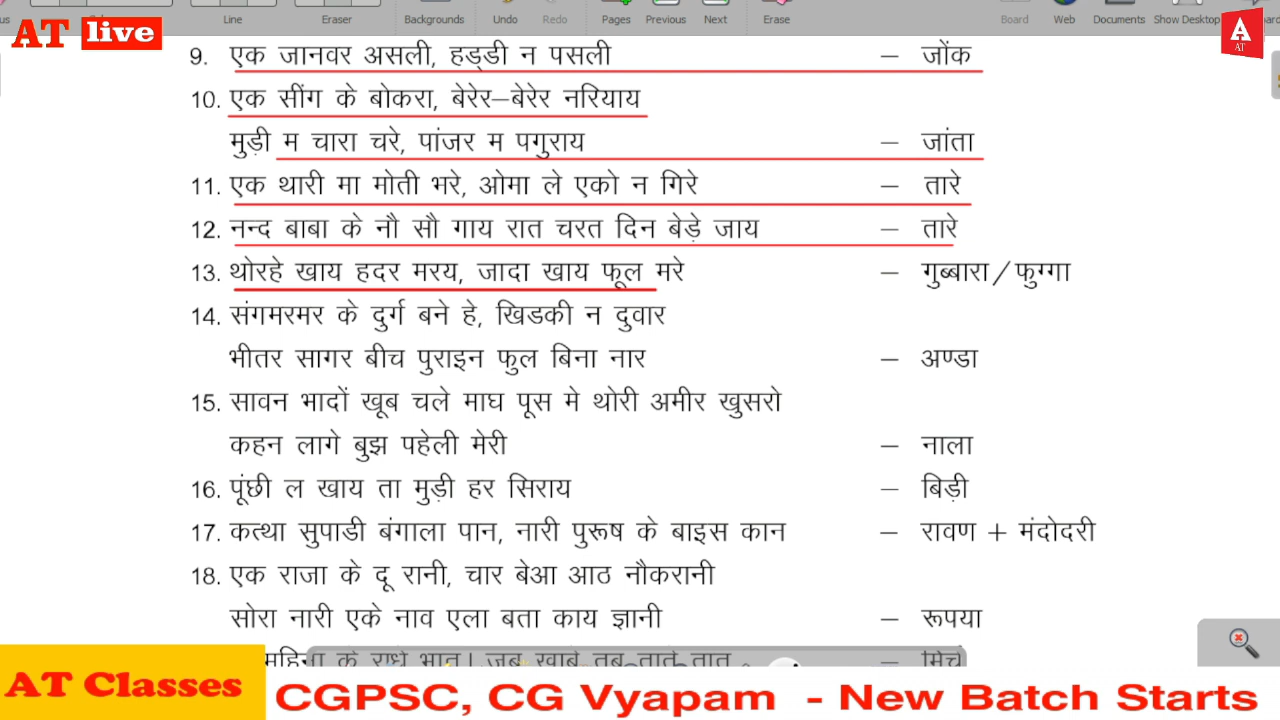 Line Eraser Backgrounds Undo Redo Pages Previous Next Erase Board Web Documents Show Desktop
AT live
A
AT
9. एक जानवर असली, हड्डी न पसली – जोंक
10. एक सींग के बोकरा, बेरेर–बेरेर नरियाय
मुड़ी म चारा चरे, पांजर म पगुराय – जांता
11. एक थारी मा मोती भरे, ओमा ले एको न गिरे – तारे
12. नन्द बाबा के नौ सौ गाय रात चरत दिन बेड़े जाय – तारे
13. थोरहे खाय हदर मरय, जादा खाय फूल मरे – गुब्बारा/फुग्गा
14. संगमरमर के दुर्ग बने हे, खिडकी न दुवार
भीतर सागर बीच पुराइन फुल बिना नार – अण्डा
15. सावन भादों खूब चले माघ पूस मे थोरी अमीर खुसरो
कहन लागे बुझ पहेली मेरी – नाला
16. पूंछी ल खाय ता मुड़ी हर सिराय – बिड़ी
17. कत्था सुपाडी बंगाला पान, नारी पुरूष के बाइस कान – रावण + मंदोदरी
18. एक राजा के दू रानी, चार बेआ आठ नौकरानी
सोरा नारी एके नाव एला बता काय ज्ञानी – रूपया
AT Classes
CGPSC, CG Vyapam - New Batch Starts